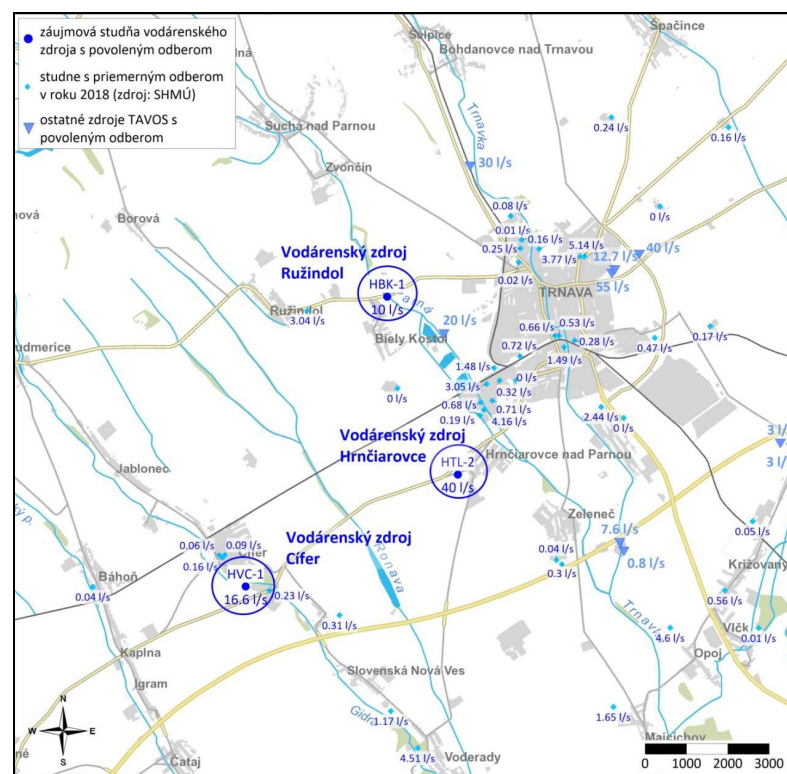 záujmová studňa vodárenského
zdroja s povoleným odberom
studne s priemerným odberom
v roku 2018 (zdroj: SHMÚ)
ostatné zdroje TAVOS s
povoleným odberom
Šelpice
Bohdanovce nad Trnavou
Špačince
Suchá nad Parnou
Zvončín
Trnávka
30 l/s
0.24 l/s
0.16 l/s
Borová
0.08 l/s
0 l/s
0.01 l/s
0.16 l/s
0.25 l/s
3.77 l/s
5.14 l/s
12.7 l/s
40 l/s
0.02 l/s
55 l/s
TRNAVA
Vodárenský zdroj
Ružindol
HBK-1
10 l/s
Ružindol
3.04 l/s
Biely Kostol
20 l/s
0.66 l/s
0.53 l/s
0.72 l/s
0.28 l/s
0.47 l/s
0.17 l/s
1.49 l/s
1.48 l/s
0 l/s
3.05 l/s
0.32 l/s
0 l/s
0.68 l/s
0.71 l/s
0.19 l/s
4.16 l/s
2.44 l/s
0 l/s
3 l/s
Vodárenský zdroj
Hrnčiarovce
HTL-2
40 l/s
Hrnčiarovce nad Parnou
Jablonec
Zeleneč
7.6 l/s
0.8 l/s
0.05 l/s
0.04 l/s
0.3 l/s
Vodárenský zdroj
Cífer
0.06 l/s
0.09 l/s
0.16 l/s
HVC-1
16.6 l/s
0.23 l/s
Ronava
Báhoň
0.04 l/s
0.31 l/s
0.56 l/s
4.6 l/s
0.01 l/s
Kaplna
Igram
Slovenská Nová Ves
1.17 l/s
4.51 l/s
Voderady
Čataj
1.65 l/s
N
W E
S
0 1000 2000 3000